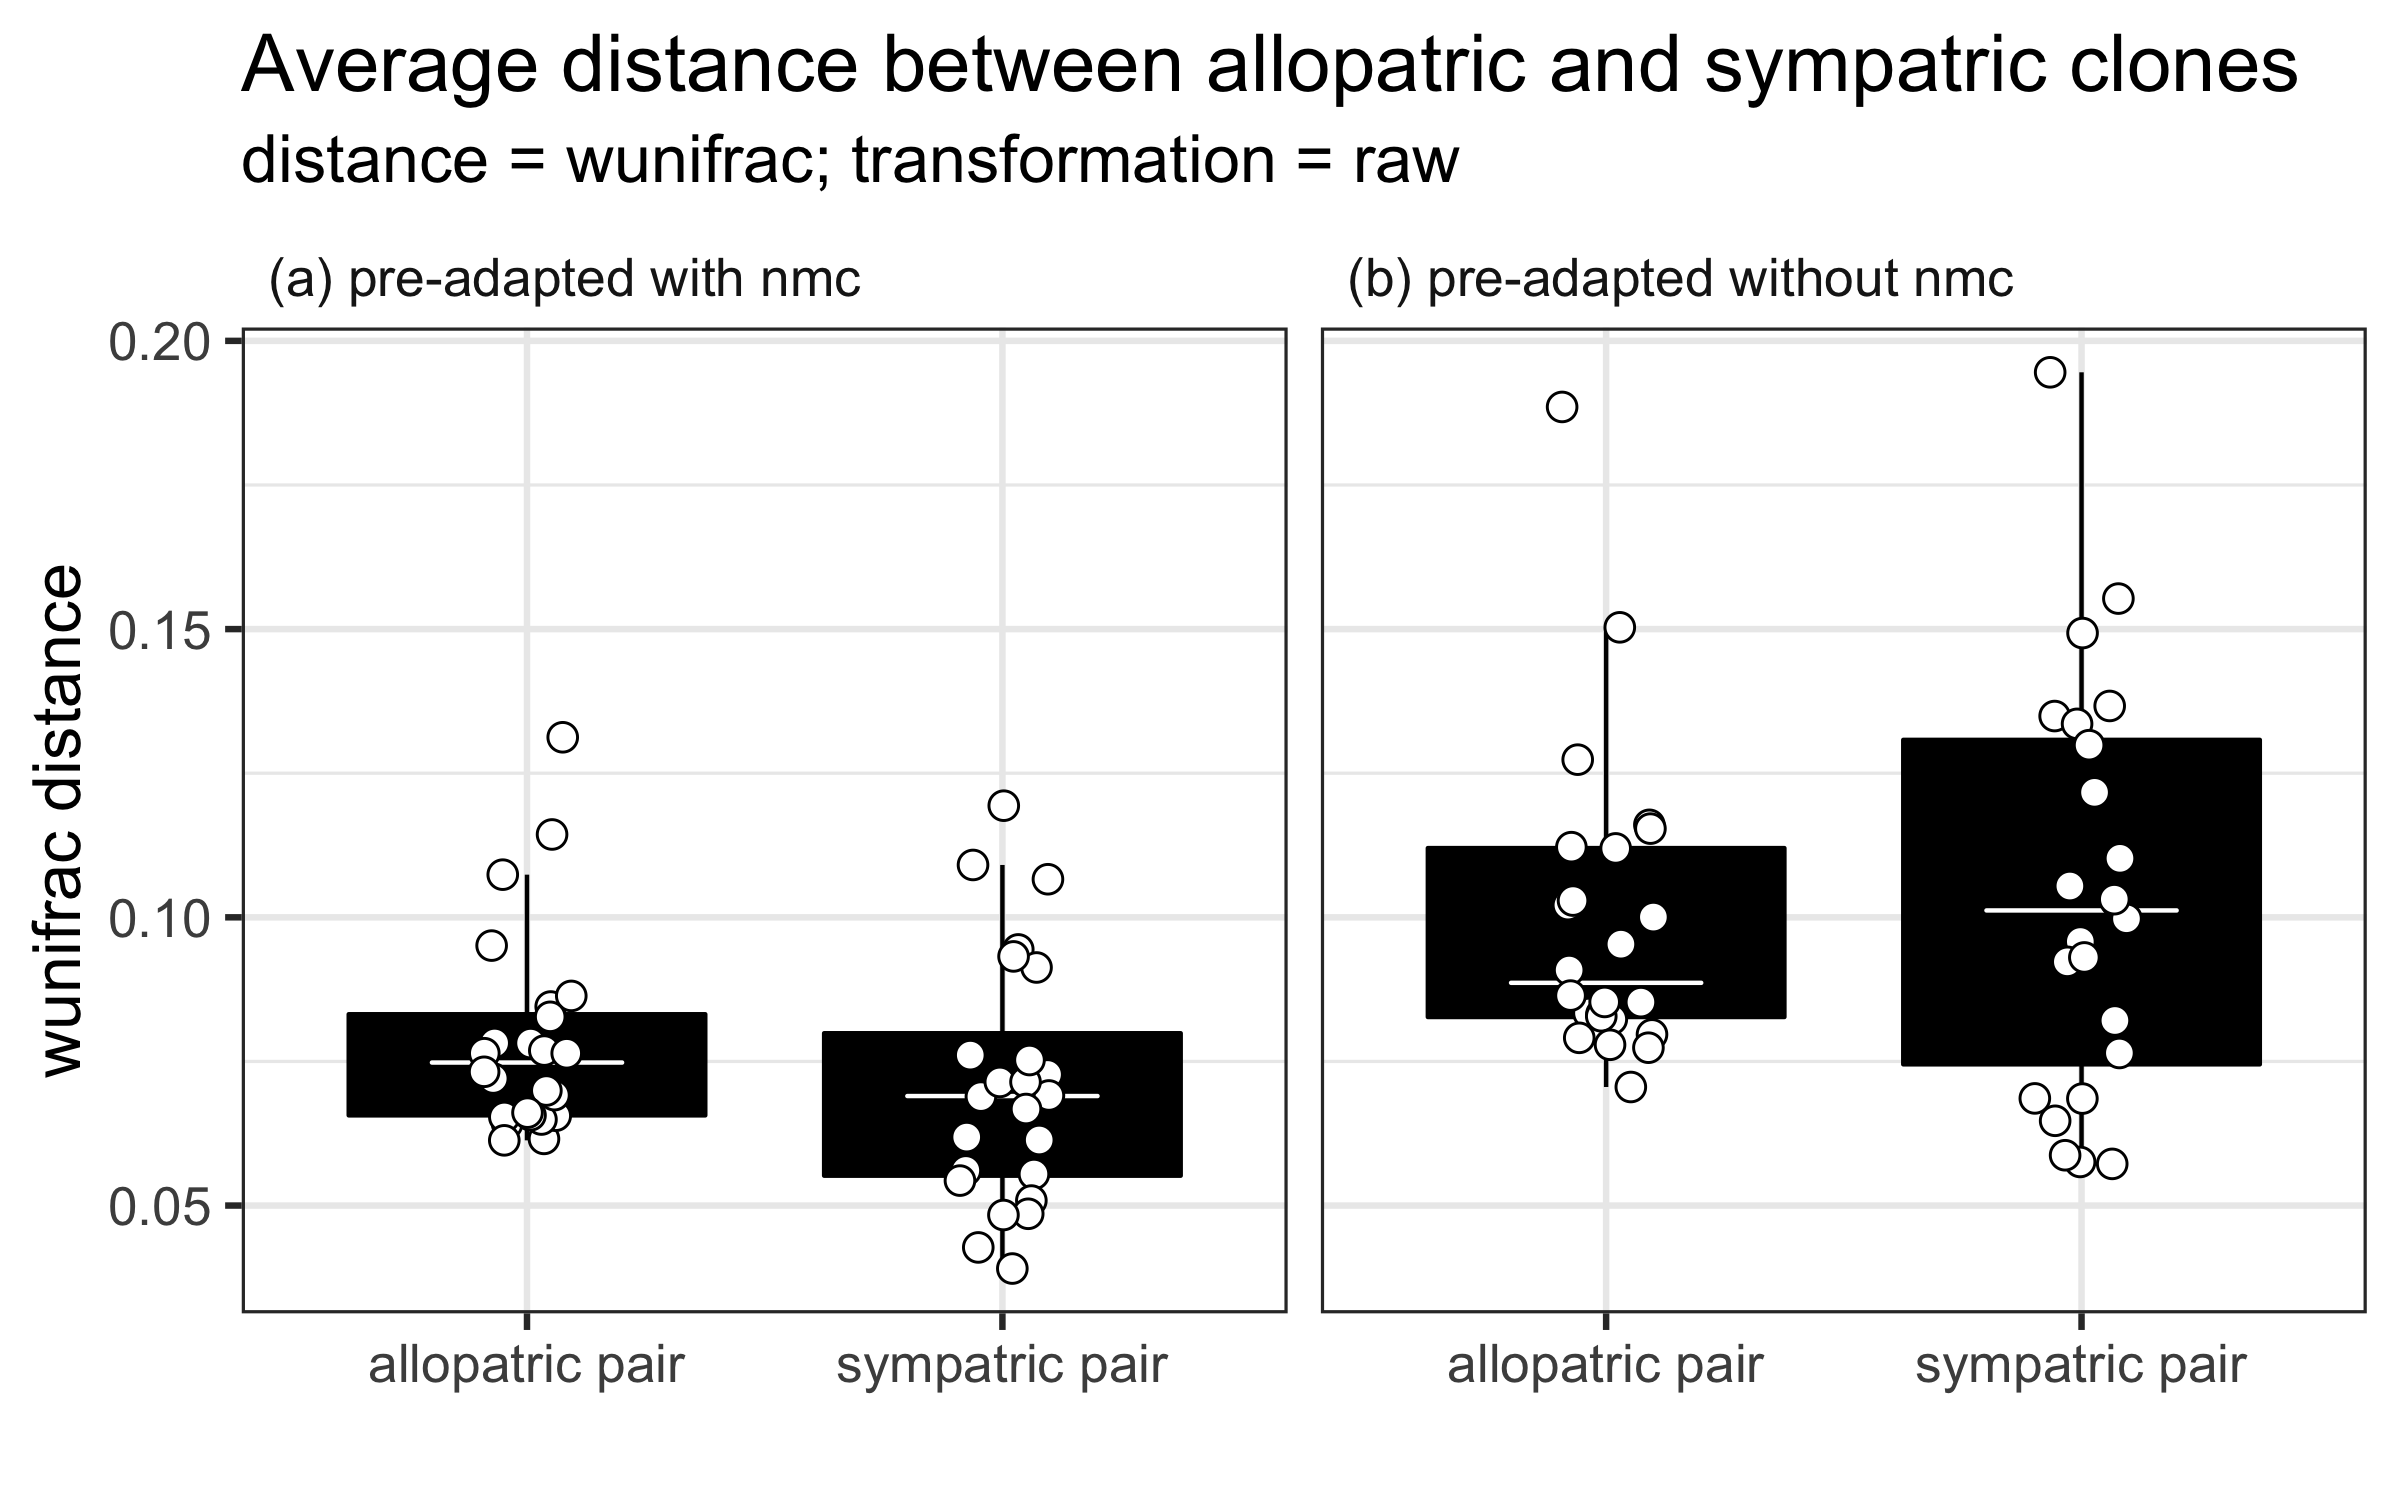 Average distance between allopatric and sympatric clones
distance = wunifrac; transformation = raw
(a) pre-adapted with nmc
(b) pre-adapted without nmc
wunifrac distance
0.20
0.15
0.10
0.05
allopatric pair
sympatric pair
allopatric pair
sympatric pair